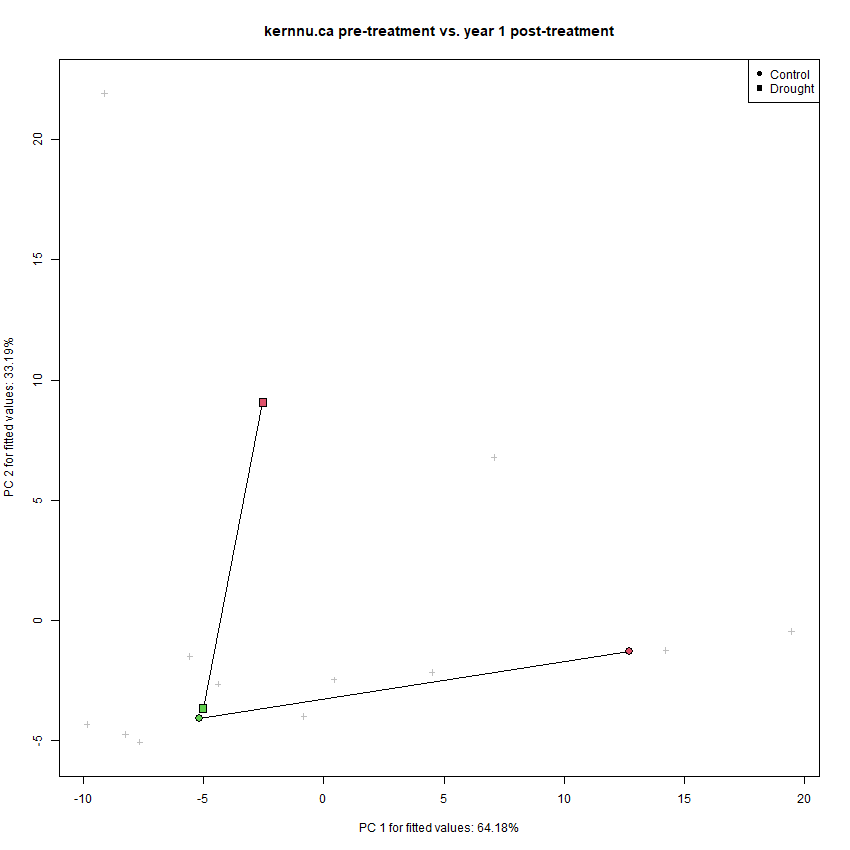 kernnu.ca pre-treatment vs. year 1 post-treatment
Control
Drought
20
15
10
5
0
-5
PC 2 for fitted values: 33.19%
-10
-5
0
5
10
15
20
PC 1 for fitted values: 64.18%